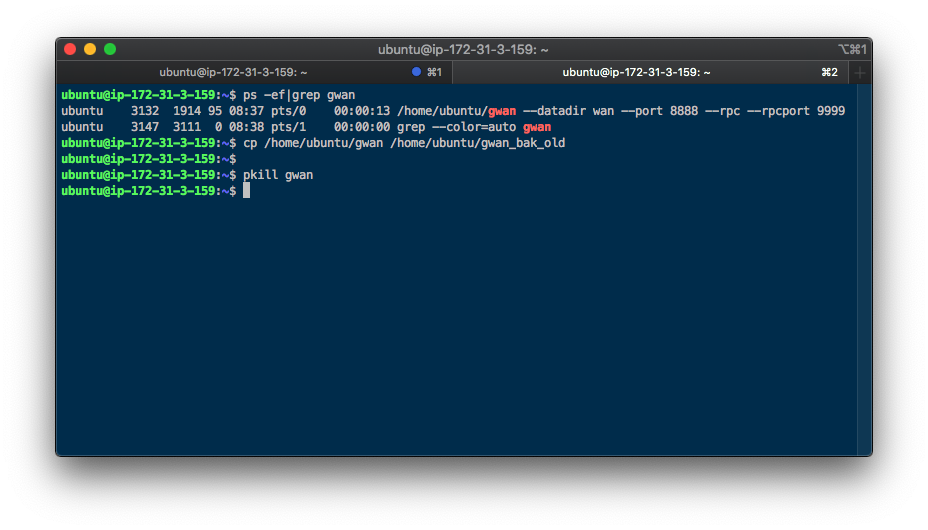 ubuntu@ip-172-31-3-159: ~ ⌥⌘1
ubuntu@ip-172-31-3-159: ~ ⌘1 ubuntu@ip-172-31-3-159: ~ ⌘2 +
ubuntu@ip-172-31-3-159:~$ ps -ef|grep gwan
ubuntu    3132  1914 95 08:37 pts/0    00:00:13 /home/ubuntu/gwan --datadir wan --port 8888 --rpc --rpcport 9999
ubuntu    3147  3111  0 08:38 pts/1    00:00:00 grep --color=auto gwan
ubuntu@ip-172-31-3-159:~$ cp /home/ubuntu/gwan /home/ubuntu/gwan_bak_old
ubuntu@ip-172-31-3-159:~$
ubuntu@ip-172-31-3-159:~$ pkill gwan
ubuntu@ip-172-31-3-159:~$